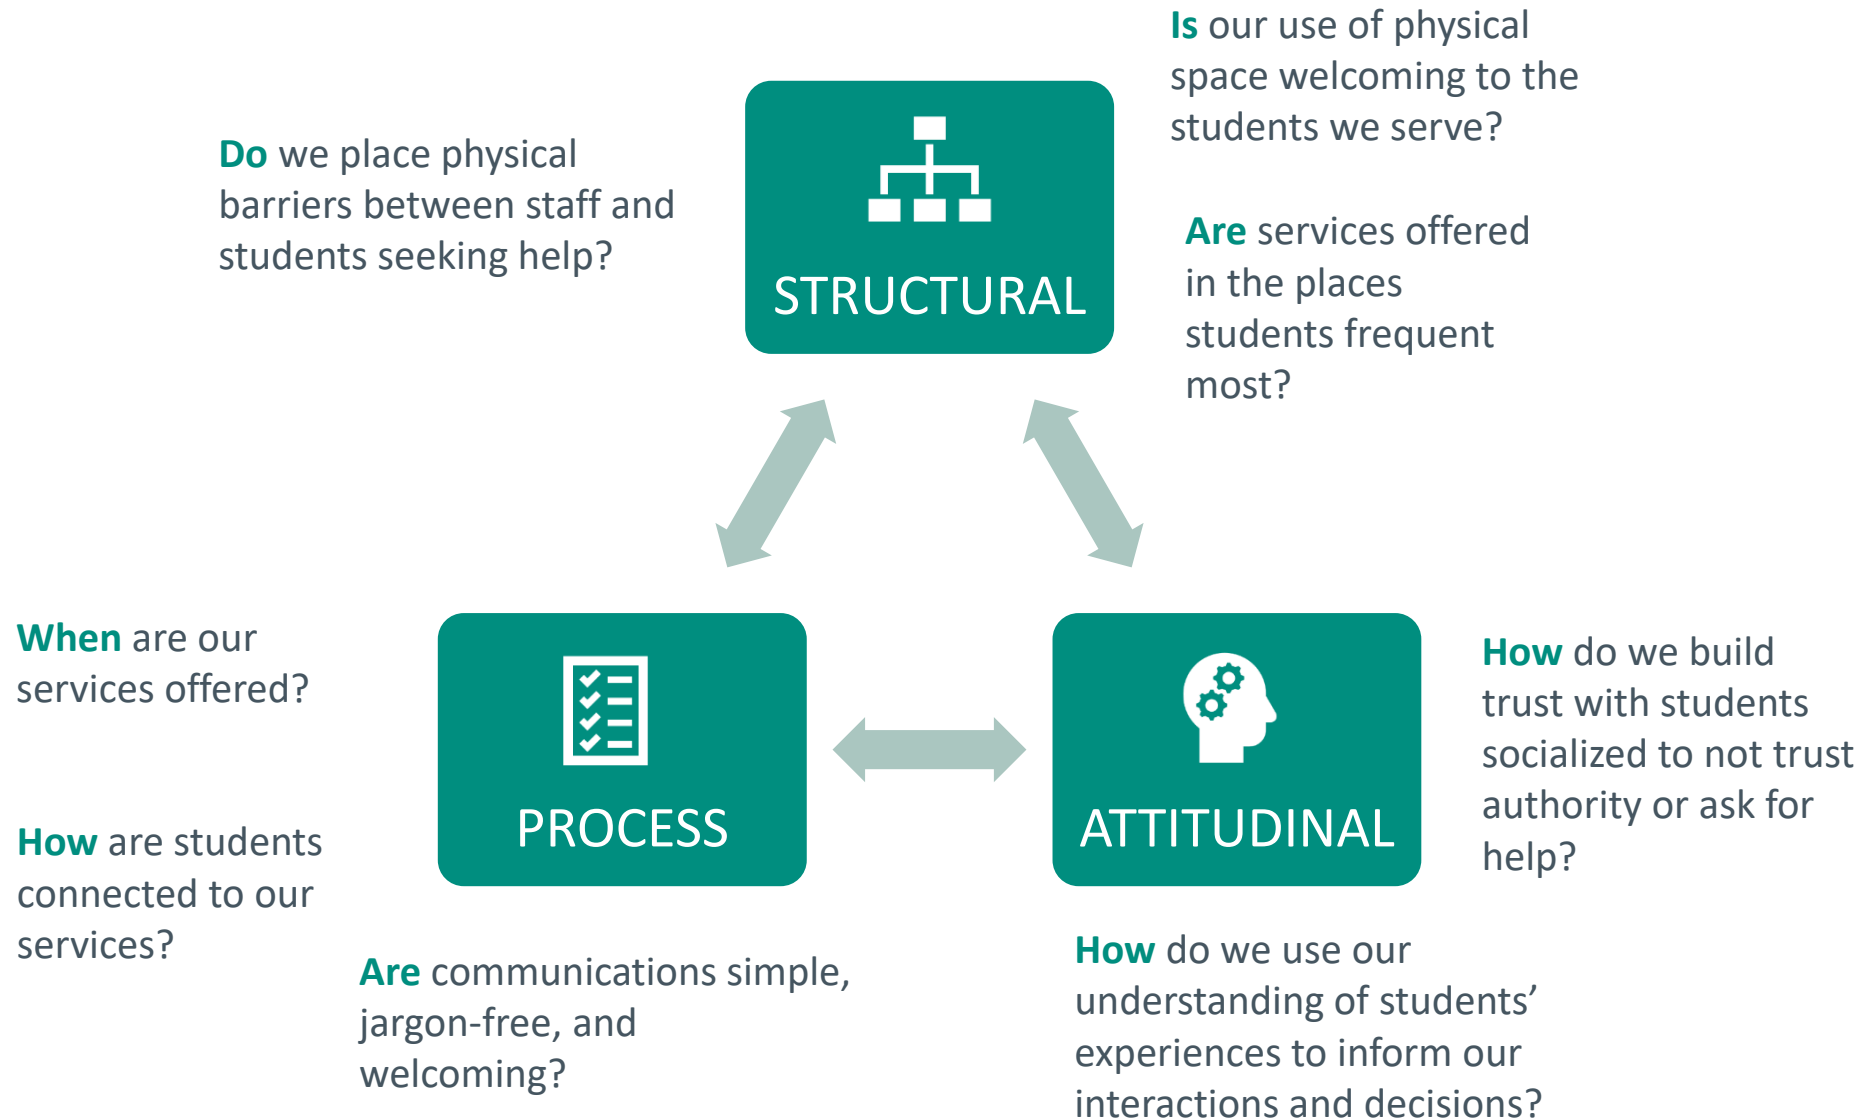 Do we place physical
barriers between staff and
students seeking help?
STRUCTURAL
Is our use of physical
space welcoming to the
students we serve?
Are services offered
in the places
students frequent
most?
When are our
services offered?
How are students
connected to our
services?
PROCESS
Are communications simple,
jargon-free, and
welcoming?
ATTITUDINAL
How do we build
trust with students
socialized to not trust
authority or ask for
help?
How do we use our
understanding of students’
experiences to inform our
interactions and decisions?